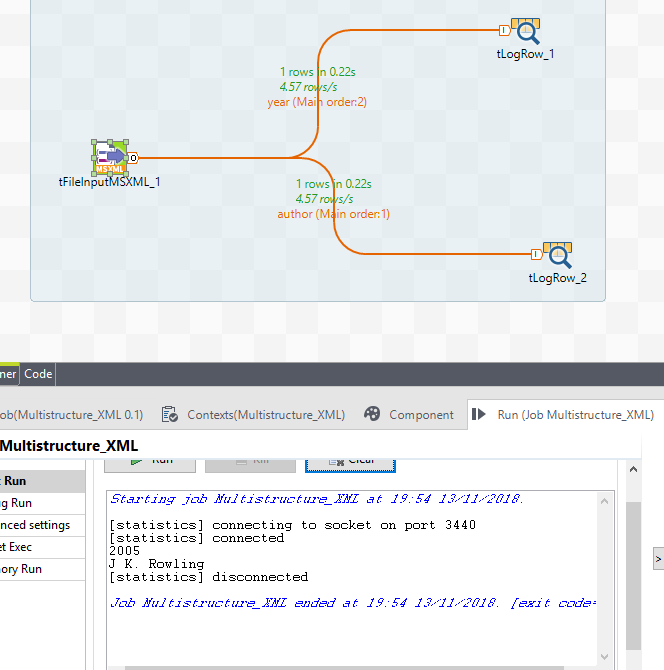 tLogRow_1
1 rows in 0.22s
4.57 rows/s
year (Main order:2)
MSXML
tFileInputMSXML_1
1 rows in 0.22s
4.57 rows/s
author (Main order:1)
tLogRow_2
ner Code
ob(Multistructure_XML 0.1) Contexts(Multistructure_XML) Component Run (Job Multistructure_XML)
Multistructure_XML
Run
Run Kill Clear
g Run
nced settings
et Exec
ory Run
Starting job Multistructure_XML at 19:54 13/11/2018.
[statistics] connecting to socket on port 3440
[statistics] connected
2005
J K. Rowling
[statistics] disconnected
Job Multistructure_XML ended at 19:54 13/11/2018. [exit code=